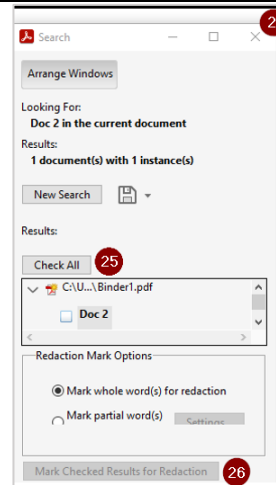 2
Search
Arrange Windows
Looking For:
Doc 2 in the current document
Results:
1 document(s) with 1 instance(s)
New Search
Results:
Check All 25
C:\U...\Binder1.pdf
Doc 2
Redaction Mark Options
Mark whole word(s) for redaction
Mark partial word(s) Settings
Mark Checked Results for Redaction 26